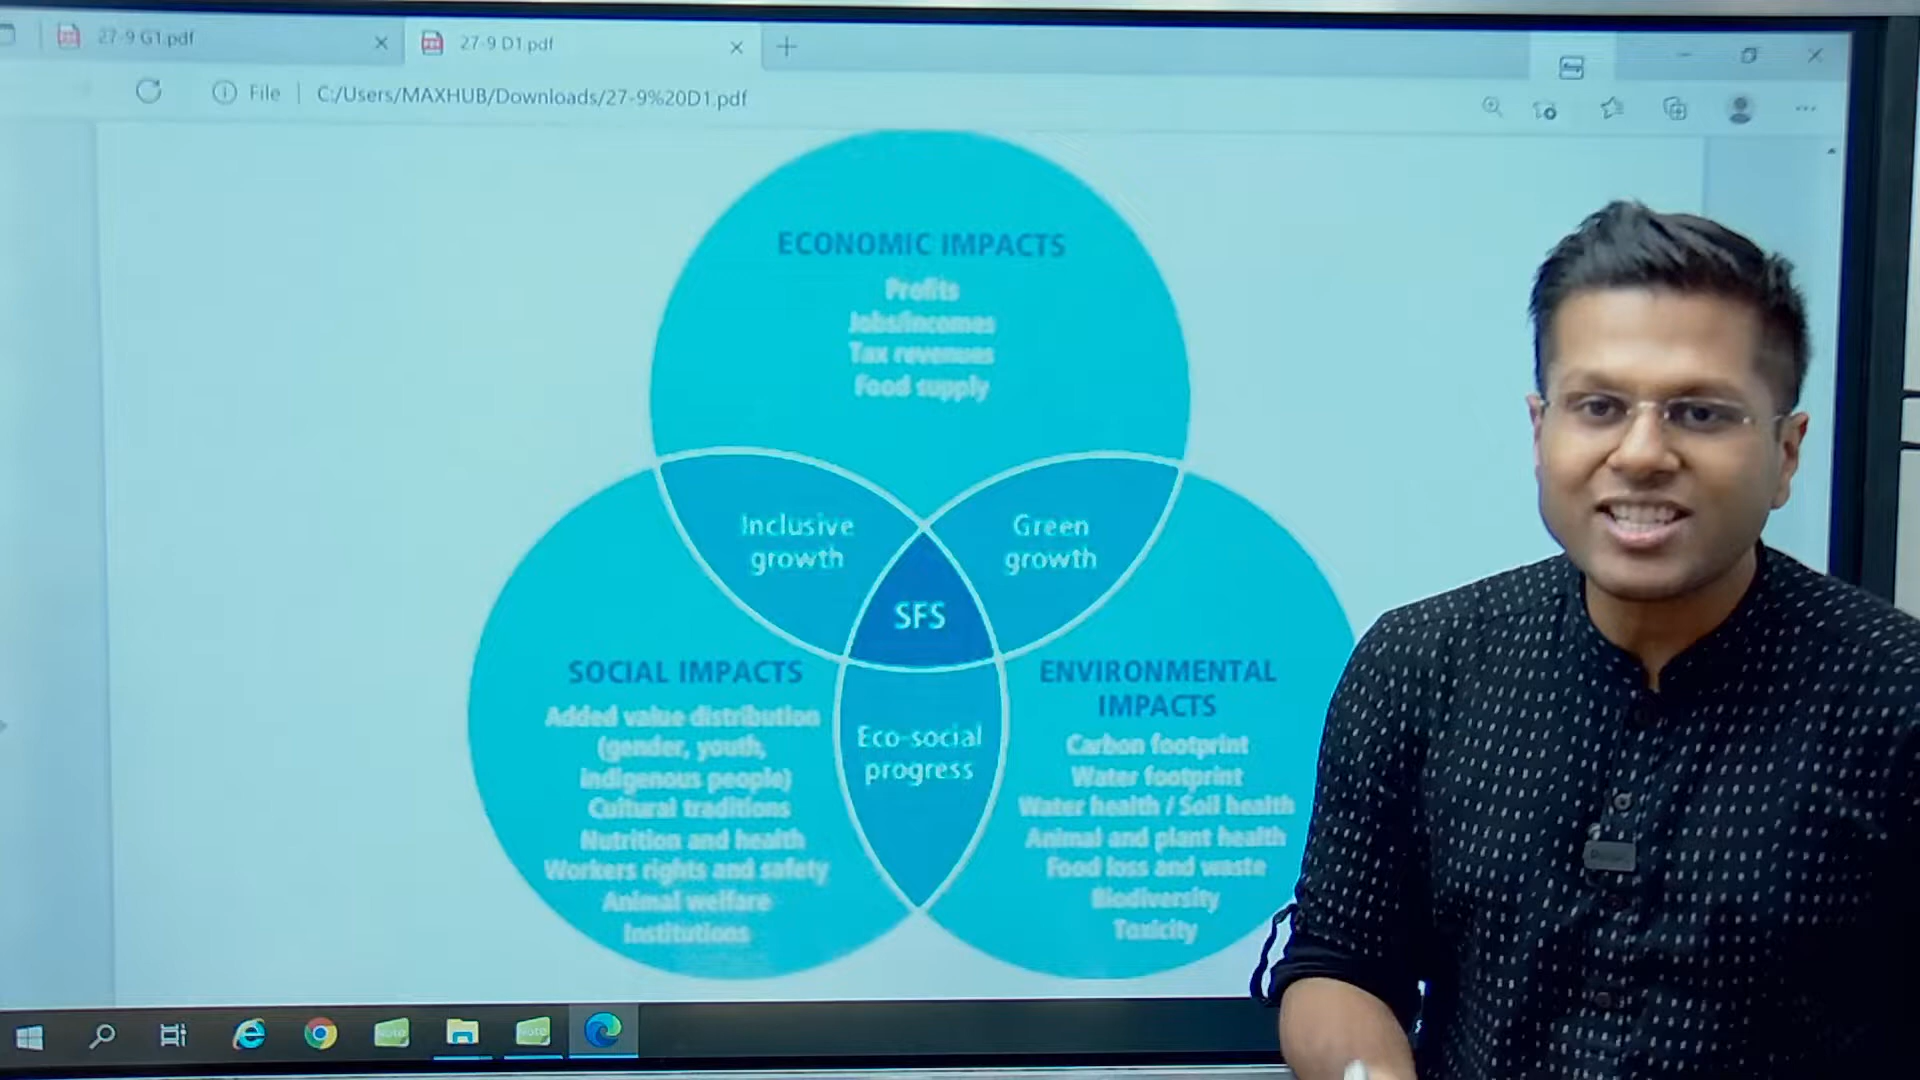 27-9 G1.pdf
27-9 D1.pdf
File
C:/Users/MAXHUB/Downloads/27-9%20D1.pdf
ECONOMIC IMPACTS
Profits
Jobs/incomes
Tax revenues
Food supply
Inclusive
growth
Green
growth
SFS
SOCIAL IMPACTS
Added value distribution
(gender, youth,
indigenous people)
Cultural traditions
Nutrition and health
Workers rights and safety
Animal welfare
Institutions
Eco-social
progress
ENVIRONMENTAL
IMPACTS
Carbon footprint
Water footprint
Water health / Soil health
Animal and plant health
Food loss and waste
Biodiversity
Toxicity